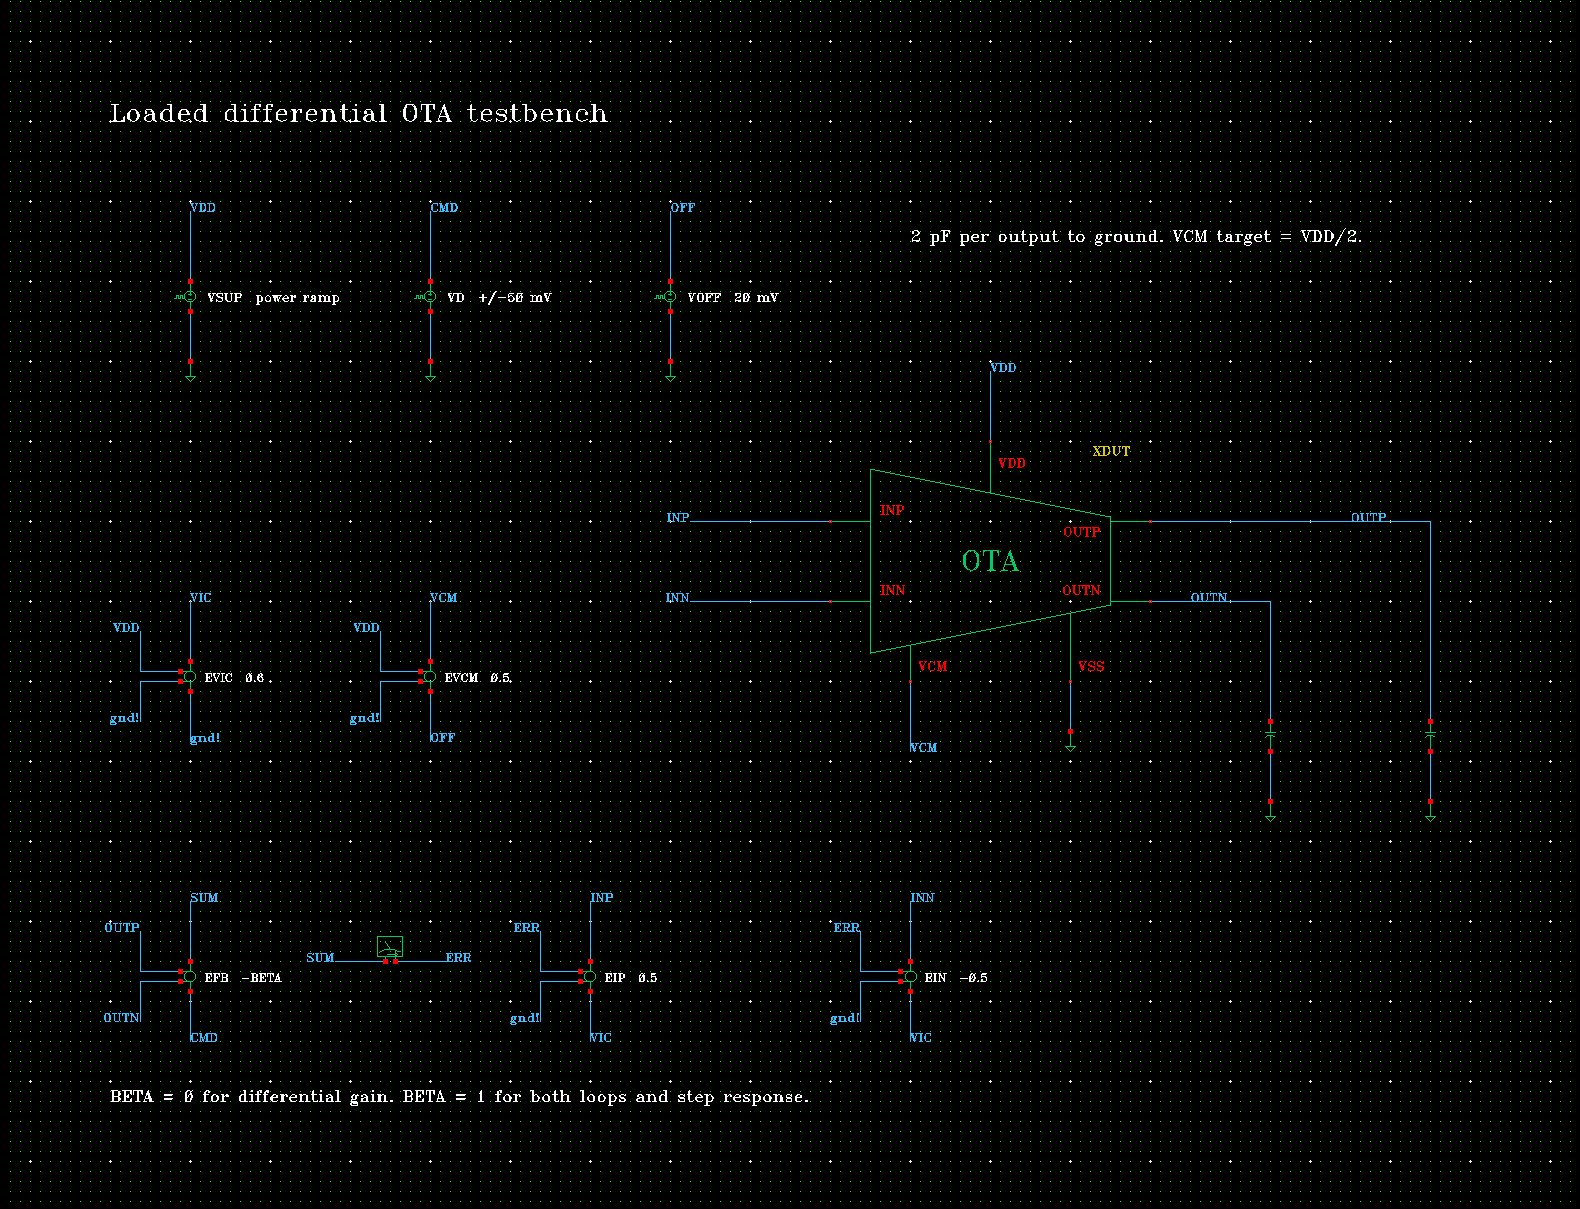 Loaded differential OTA testbench
VDD
CMD
OFF
2 pF per output to ground. VCM target = VDD/2.
VSUP power ramp
VD +/-50 mV
VOFF 20 mV
VDD
XDUT
VDD
INP
INP
OUTP
OUTP
OTA
INN
INN
OUTN
OUTN
VIC
VCM
VDD
VDD
VCM
VSS
EVIC 0.6
EVCM 0.5
gnd!
gnd!
gnd!
OFF
VCM
SUM
INP
INN
OUTP
ERR
ERR
SUM
ERR
EFB -BETA
EIP 0.5
EIN -0.5
OUTN
gnd!
gnd!
CMD
VIC
VIC
BETA = 0 for differential gain. BETA = 1 for both loops and step response.